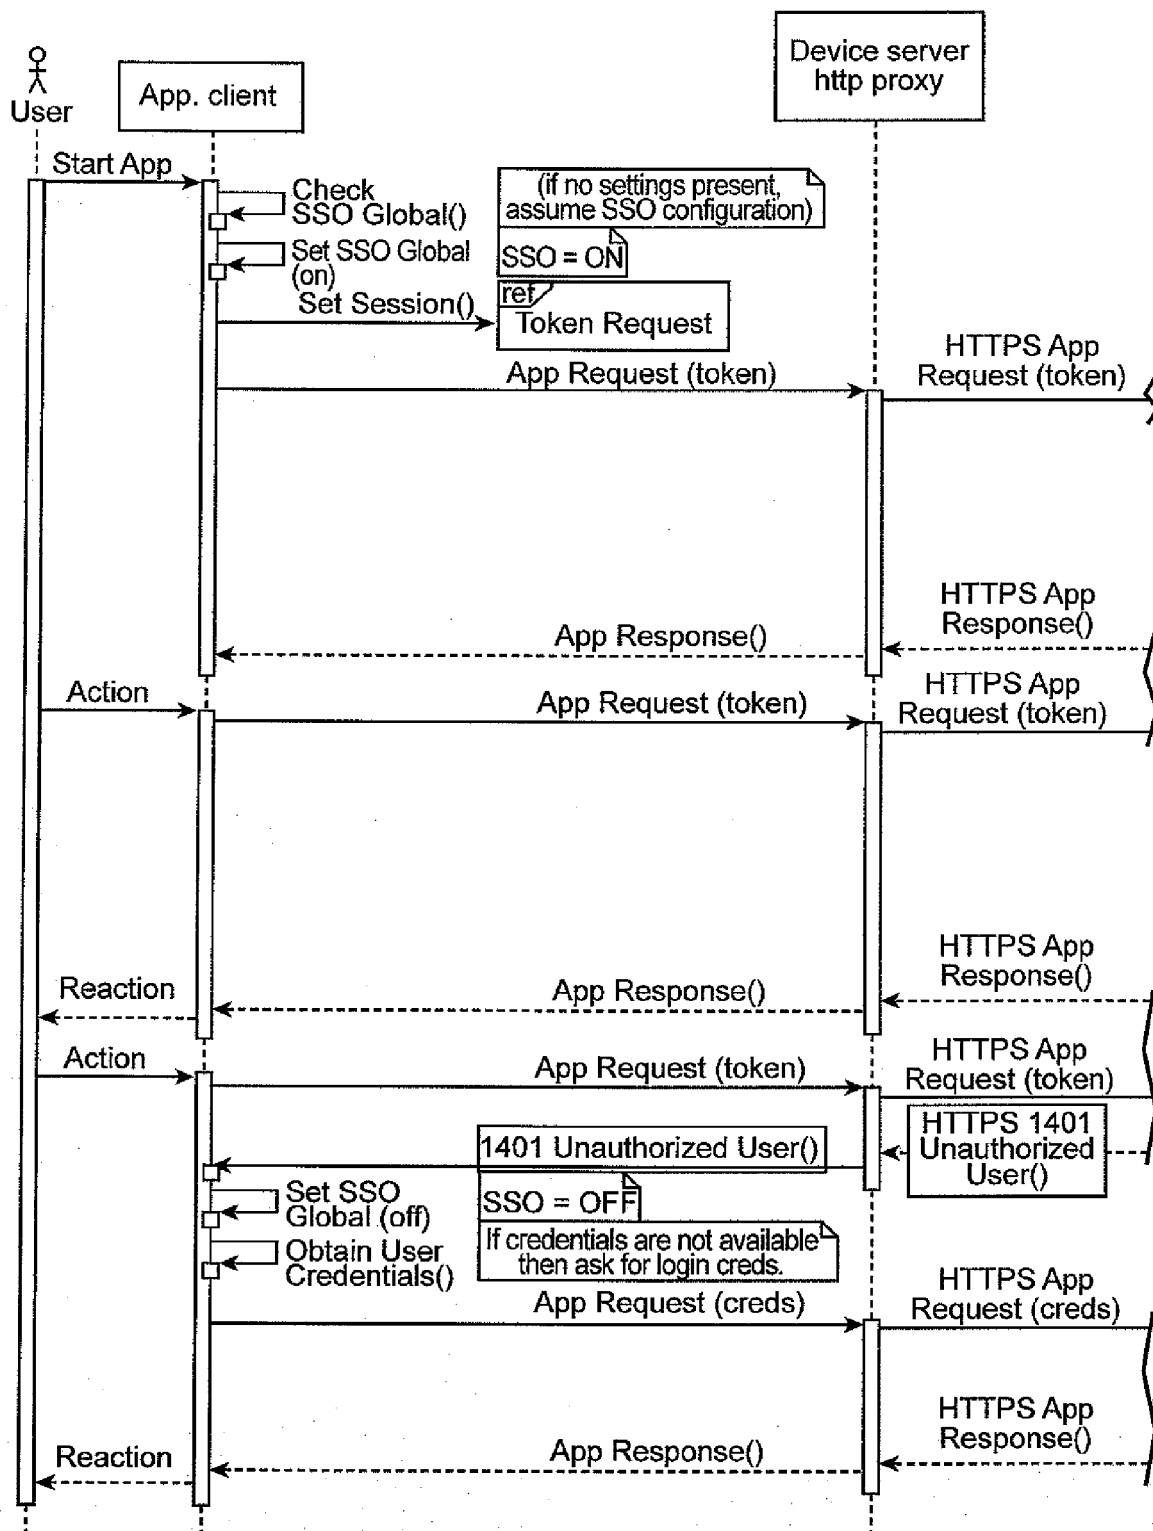 User
App. client
Device server
http proxy
Start App
Check
SSO Global()
(if no settings present,
assume SSO configuration)
Set SSO Global
(on)
SSO = ON
Set Session()
ref
Token Request
App Request (token)
HTTPS App
Request (token)
App Response()
HTTPS App
Response()
Action
App Request (token)
HTTPS App
Request (token)
Reaction
App Response()
HTTPS App
Response()
Action
App Request (token)
HTTPS App
Request (token)
1401 Unauthorized User()
HTTPS 1401
Unauthorized
User()
Set SSO
Global (off)
SSO = OFF
Obtain User
Credentials()
If credentials are not available
then ask for login creds.
App Request (creds)
HTTPS App
Request (creds)
Reaction
App Response()
HTTPS App
Response()